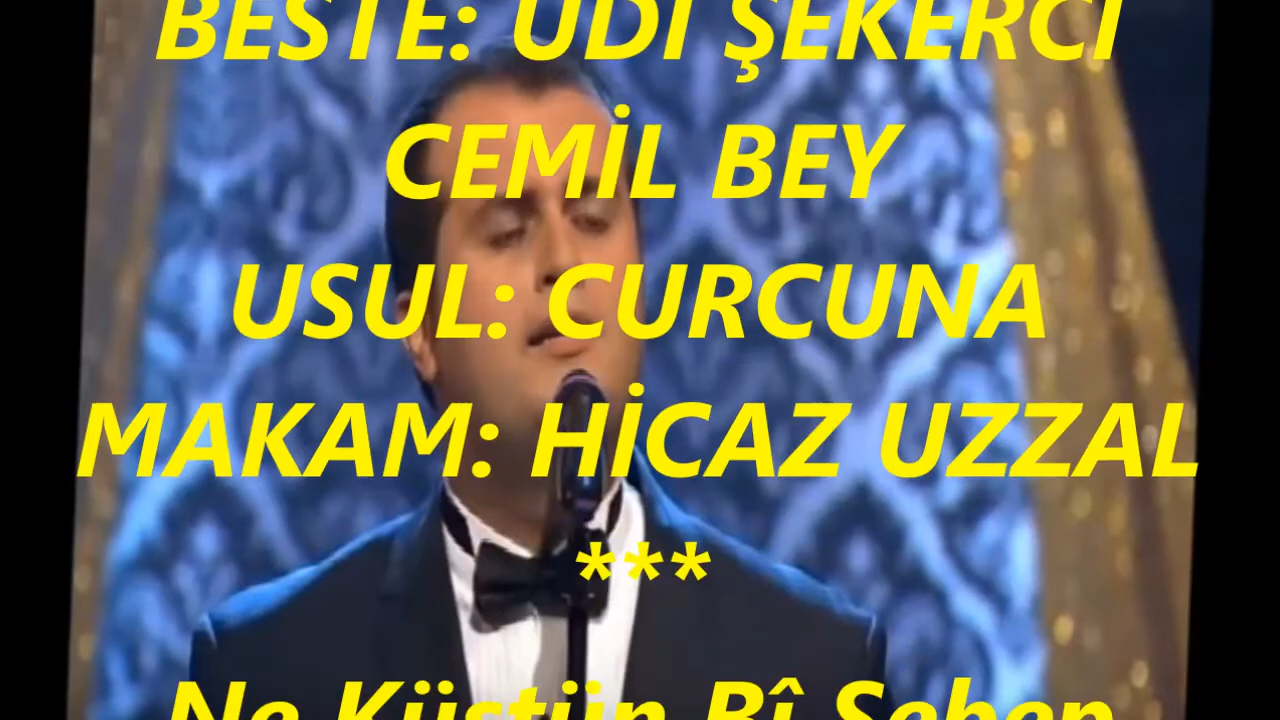 BESTE: UDİ ŞEKERCİ
CEMİL BEY
USUL: CURCUNA
MAKAM: HİCAZ UZZAL
***
Ne Küstün Bî Sebep